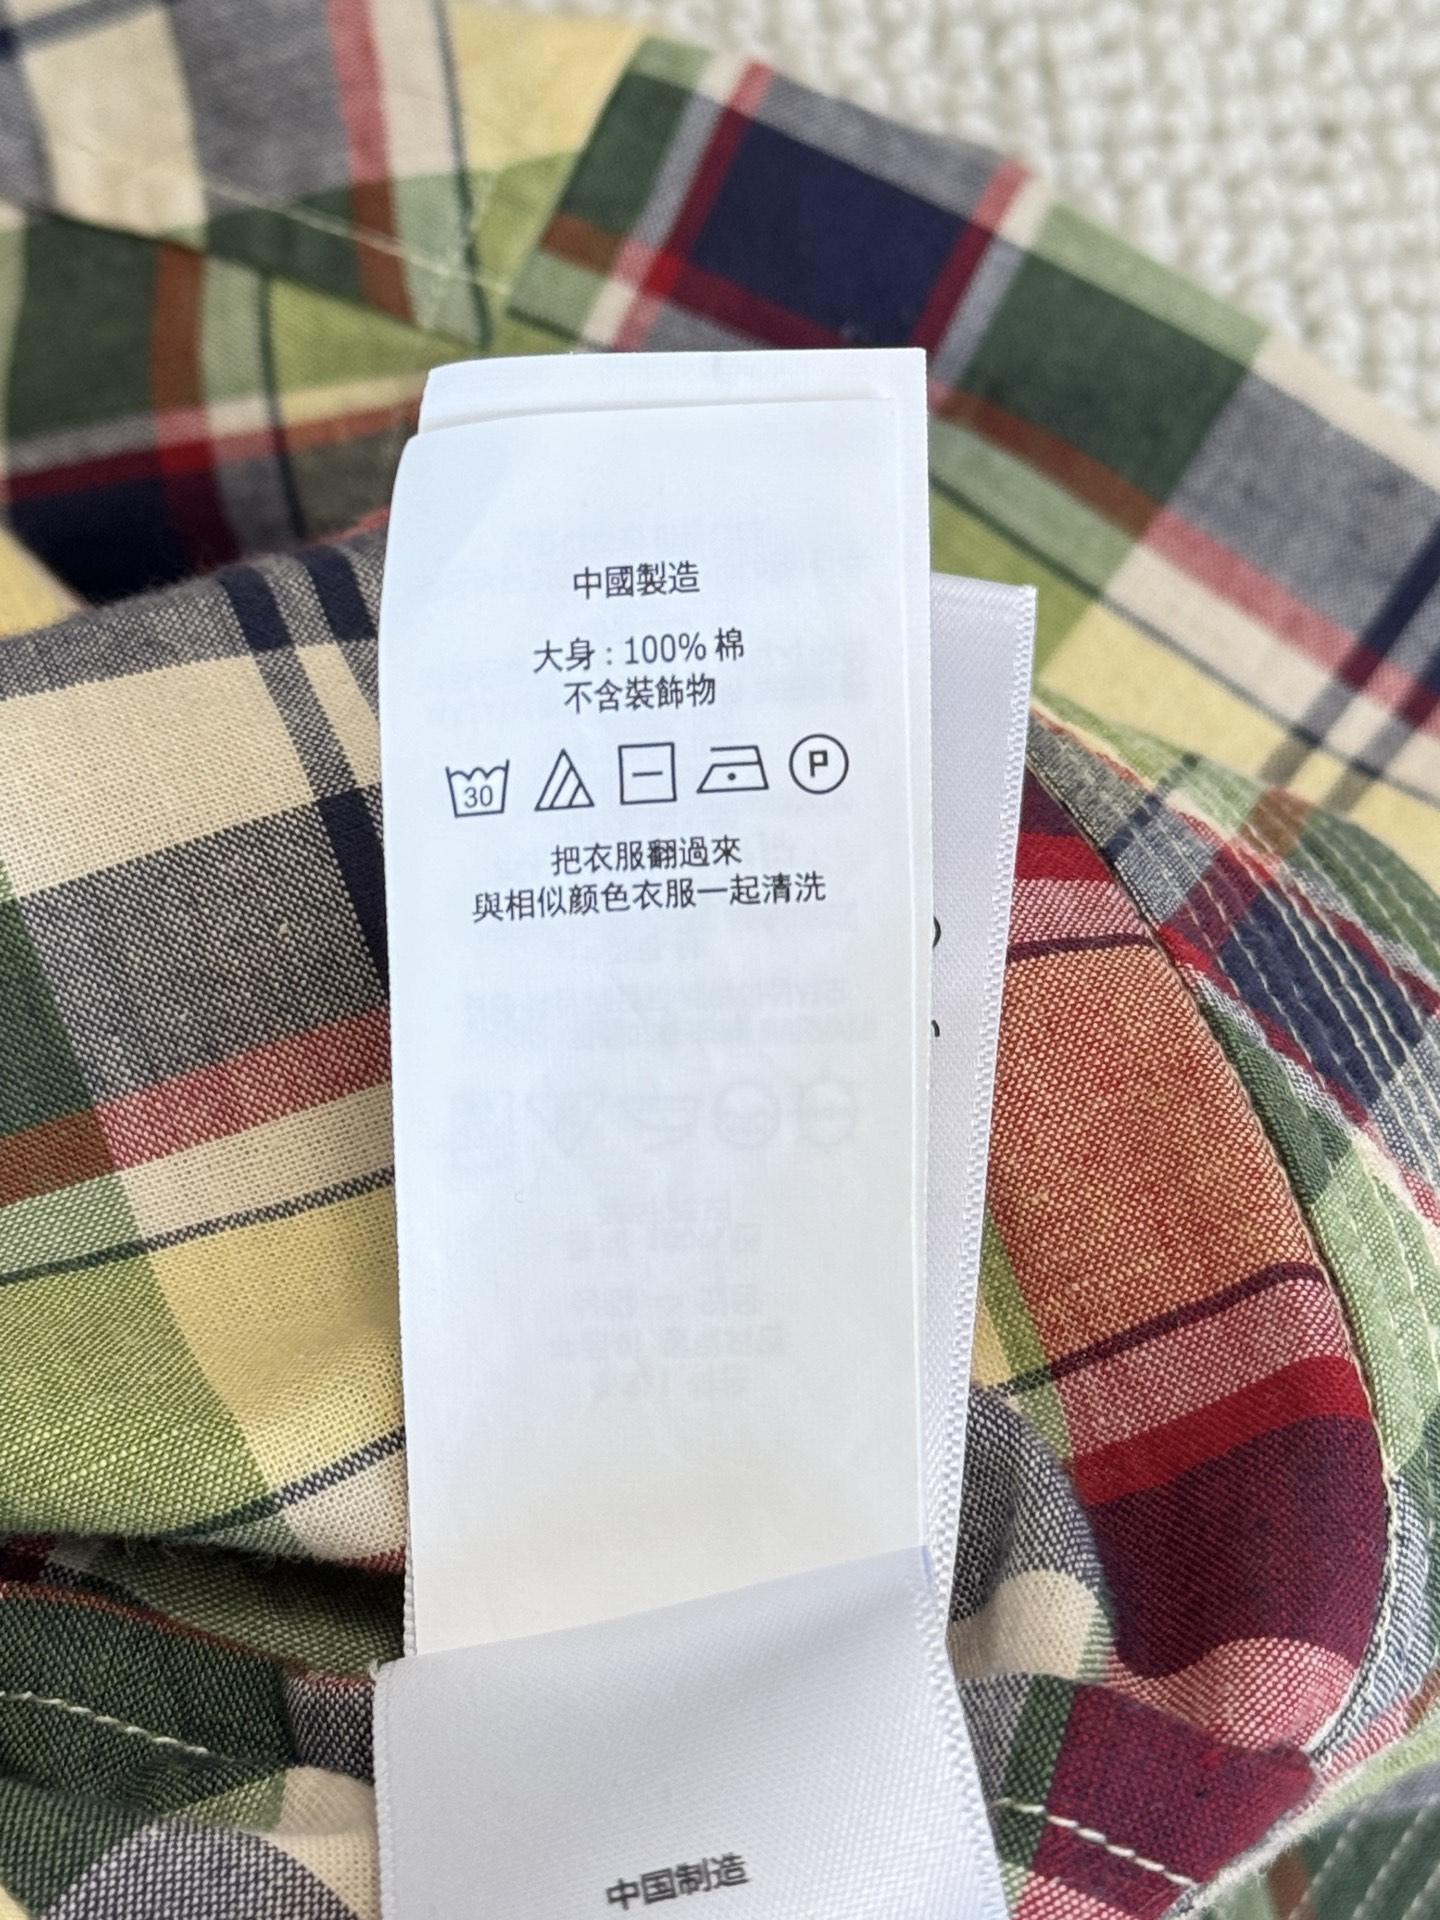 中國製造
大身 : 100% 棉
不含裝飾物
30 P
把衣服翻過來
與相似颜色衣服一起清洗
中国制造